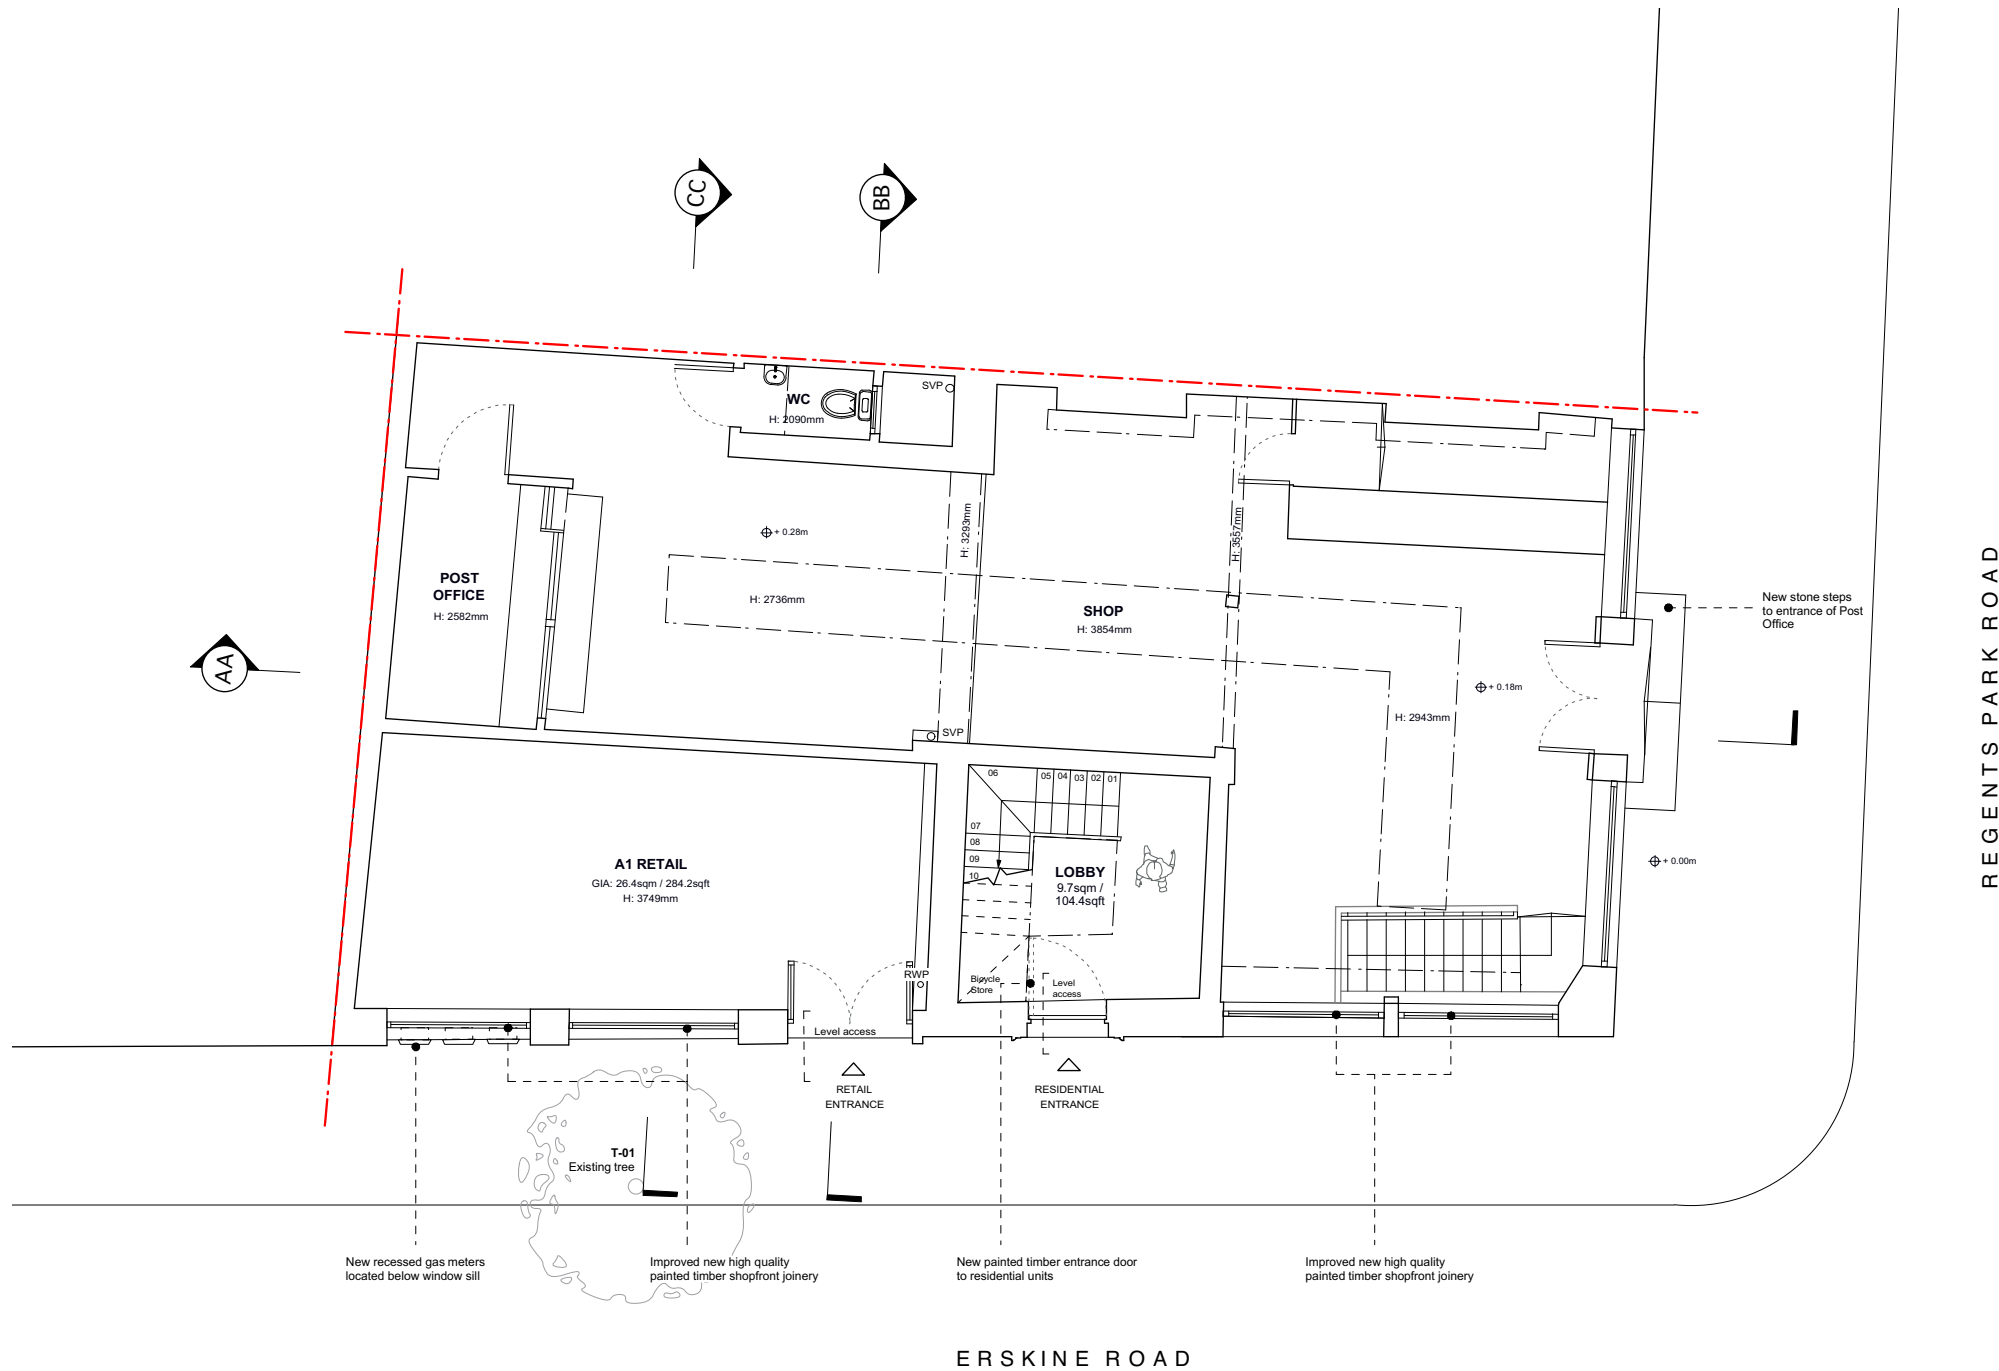 CC
BB
SVP
WC
H: 2090mm
+ 0.28m
H: 3293mm
H: 3557mm
POST
OFFICE
H: 2582mm
H: 2736mm
SHOP
H: 3854mm
New stone steps
to entrance of Post
Office
REGENTS PARK ROAD
AA
+ 0.18m
H: 2943mm
SVP
06
05 04 03 02 01
07
08
09
10
A1 RETAIL
GIA: 26.4sqm / 284.2sqft
H: 3749mm
LOBBY
9.7sqm /
104.4sqft
+ 0.00m
RWP
Bicycle
Store
Level
access
Level access
RETAIL
ENTRANCE
RESIDENTIAL
ENTRANCE
T-01
Existing tree
New recessed gas meters
located below window sill
Improved new high quality
painted timber shopfront joinery
New painted timber entrance door
to residential units
Improved new high quality
painted timber shopfront joinery
ERSKINE ROAD